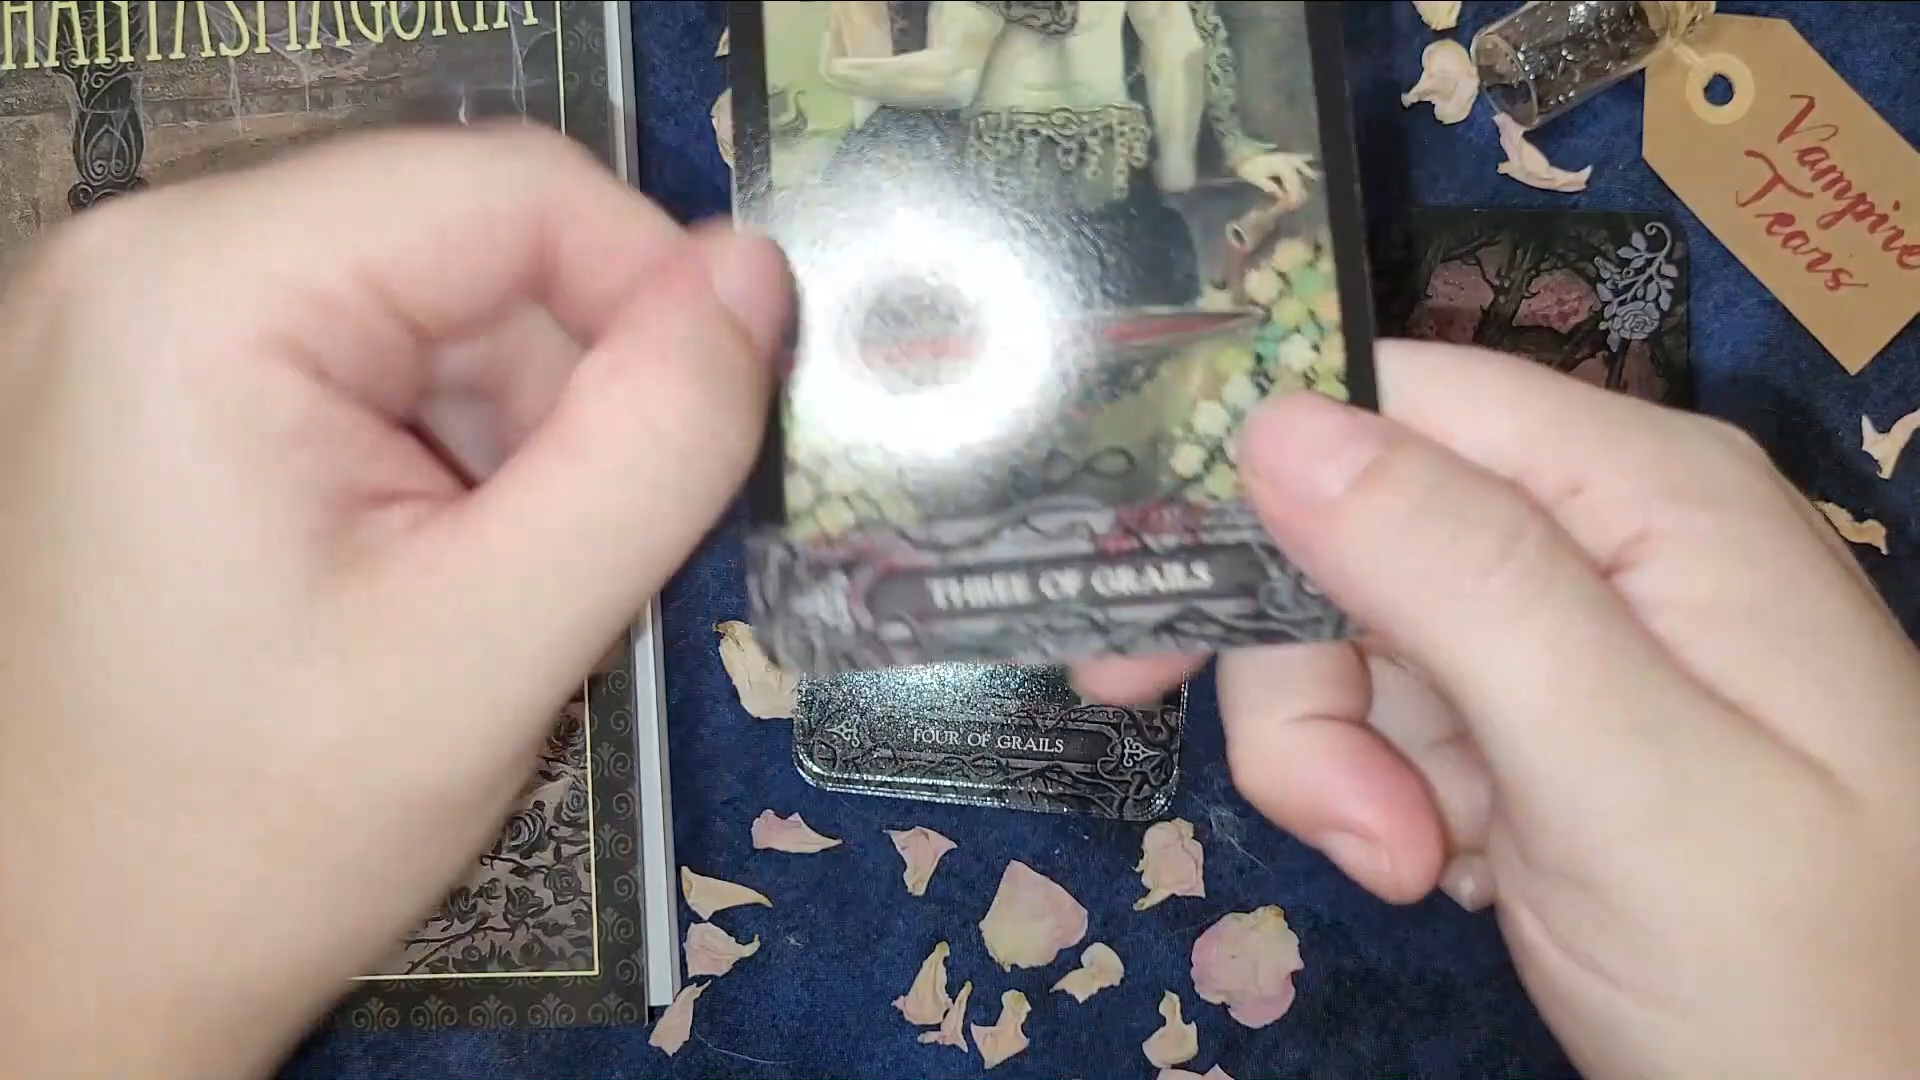 HANTASMAGORIA
Vampire
Tears
THREE OF GRAILS
FOUR OF GRAILS